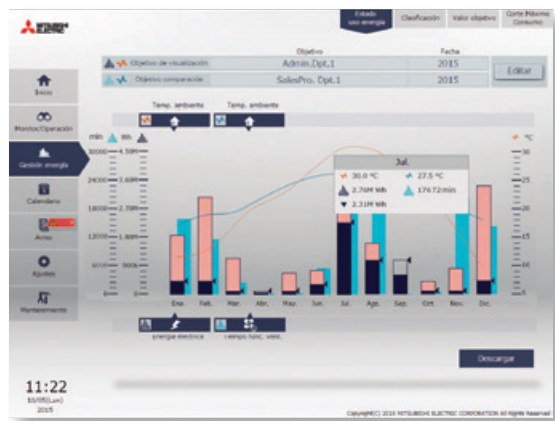 MITSUBISHI
ELECTRIC
Estado
uso energía
Clasificación
Valor objetivo
Corte Máximo
Consumo
Objetivo
Fecha
Objetivo de visualización
Admin.Dpt.1
2015
Editar
Objetivo comparación
SalesPro. Dpt.1
2015
Inicio
Monitor/Operación
Gestión energía
Calendario
Aviso
Ajustes
Mantenimiento
Temp. ambiente
Temp. ambiente
min
Wh
°C
30000
4.50M
30
24000
3.60M
25
18000
2.70M
20
12000
1.80M
15
6000
900k
10
0
0
5
Jul.
30.0 °C
27.5 °C
2.76M Wh
17672min
2.31M Wh
Ene.
Feb.
Mar.
Abr.
May.
Jun.
Jul.
Ago.
Sep.
Oct
Nov.
Dic.
Energía eléctrica
Tiempo func. vent.
Descargar
11:22
10/05(Lun)
2015
Copyright(C) 2015 MITSUBISHI ELECTRIC CORPORATION All Rights Reserved